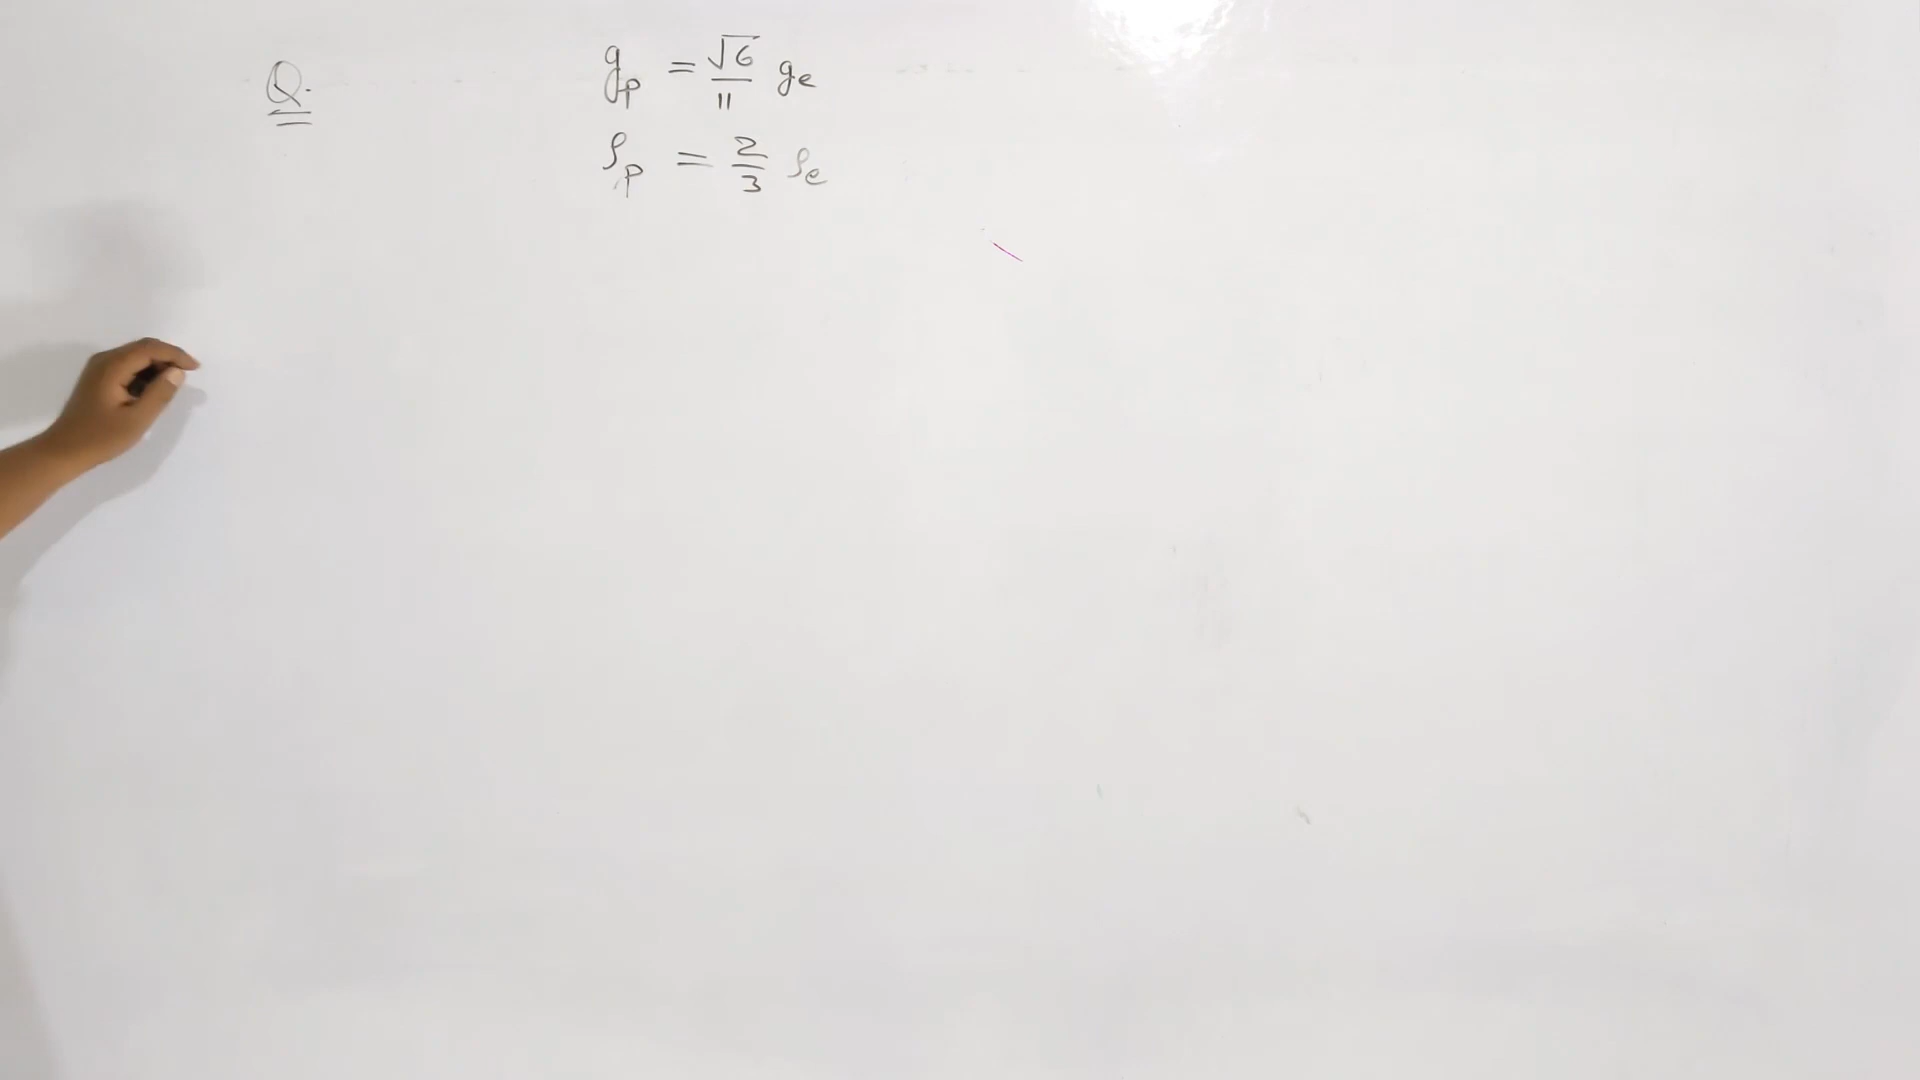 Q. g_p = √6/11 g_e
ρ_p = 2/3 ρ_e